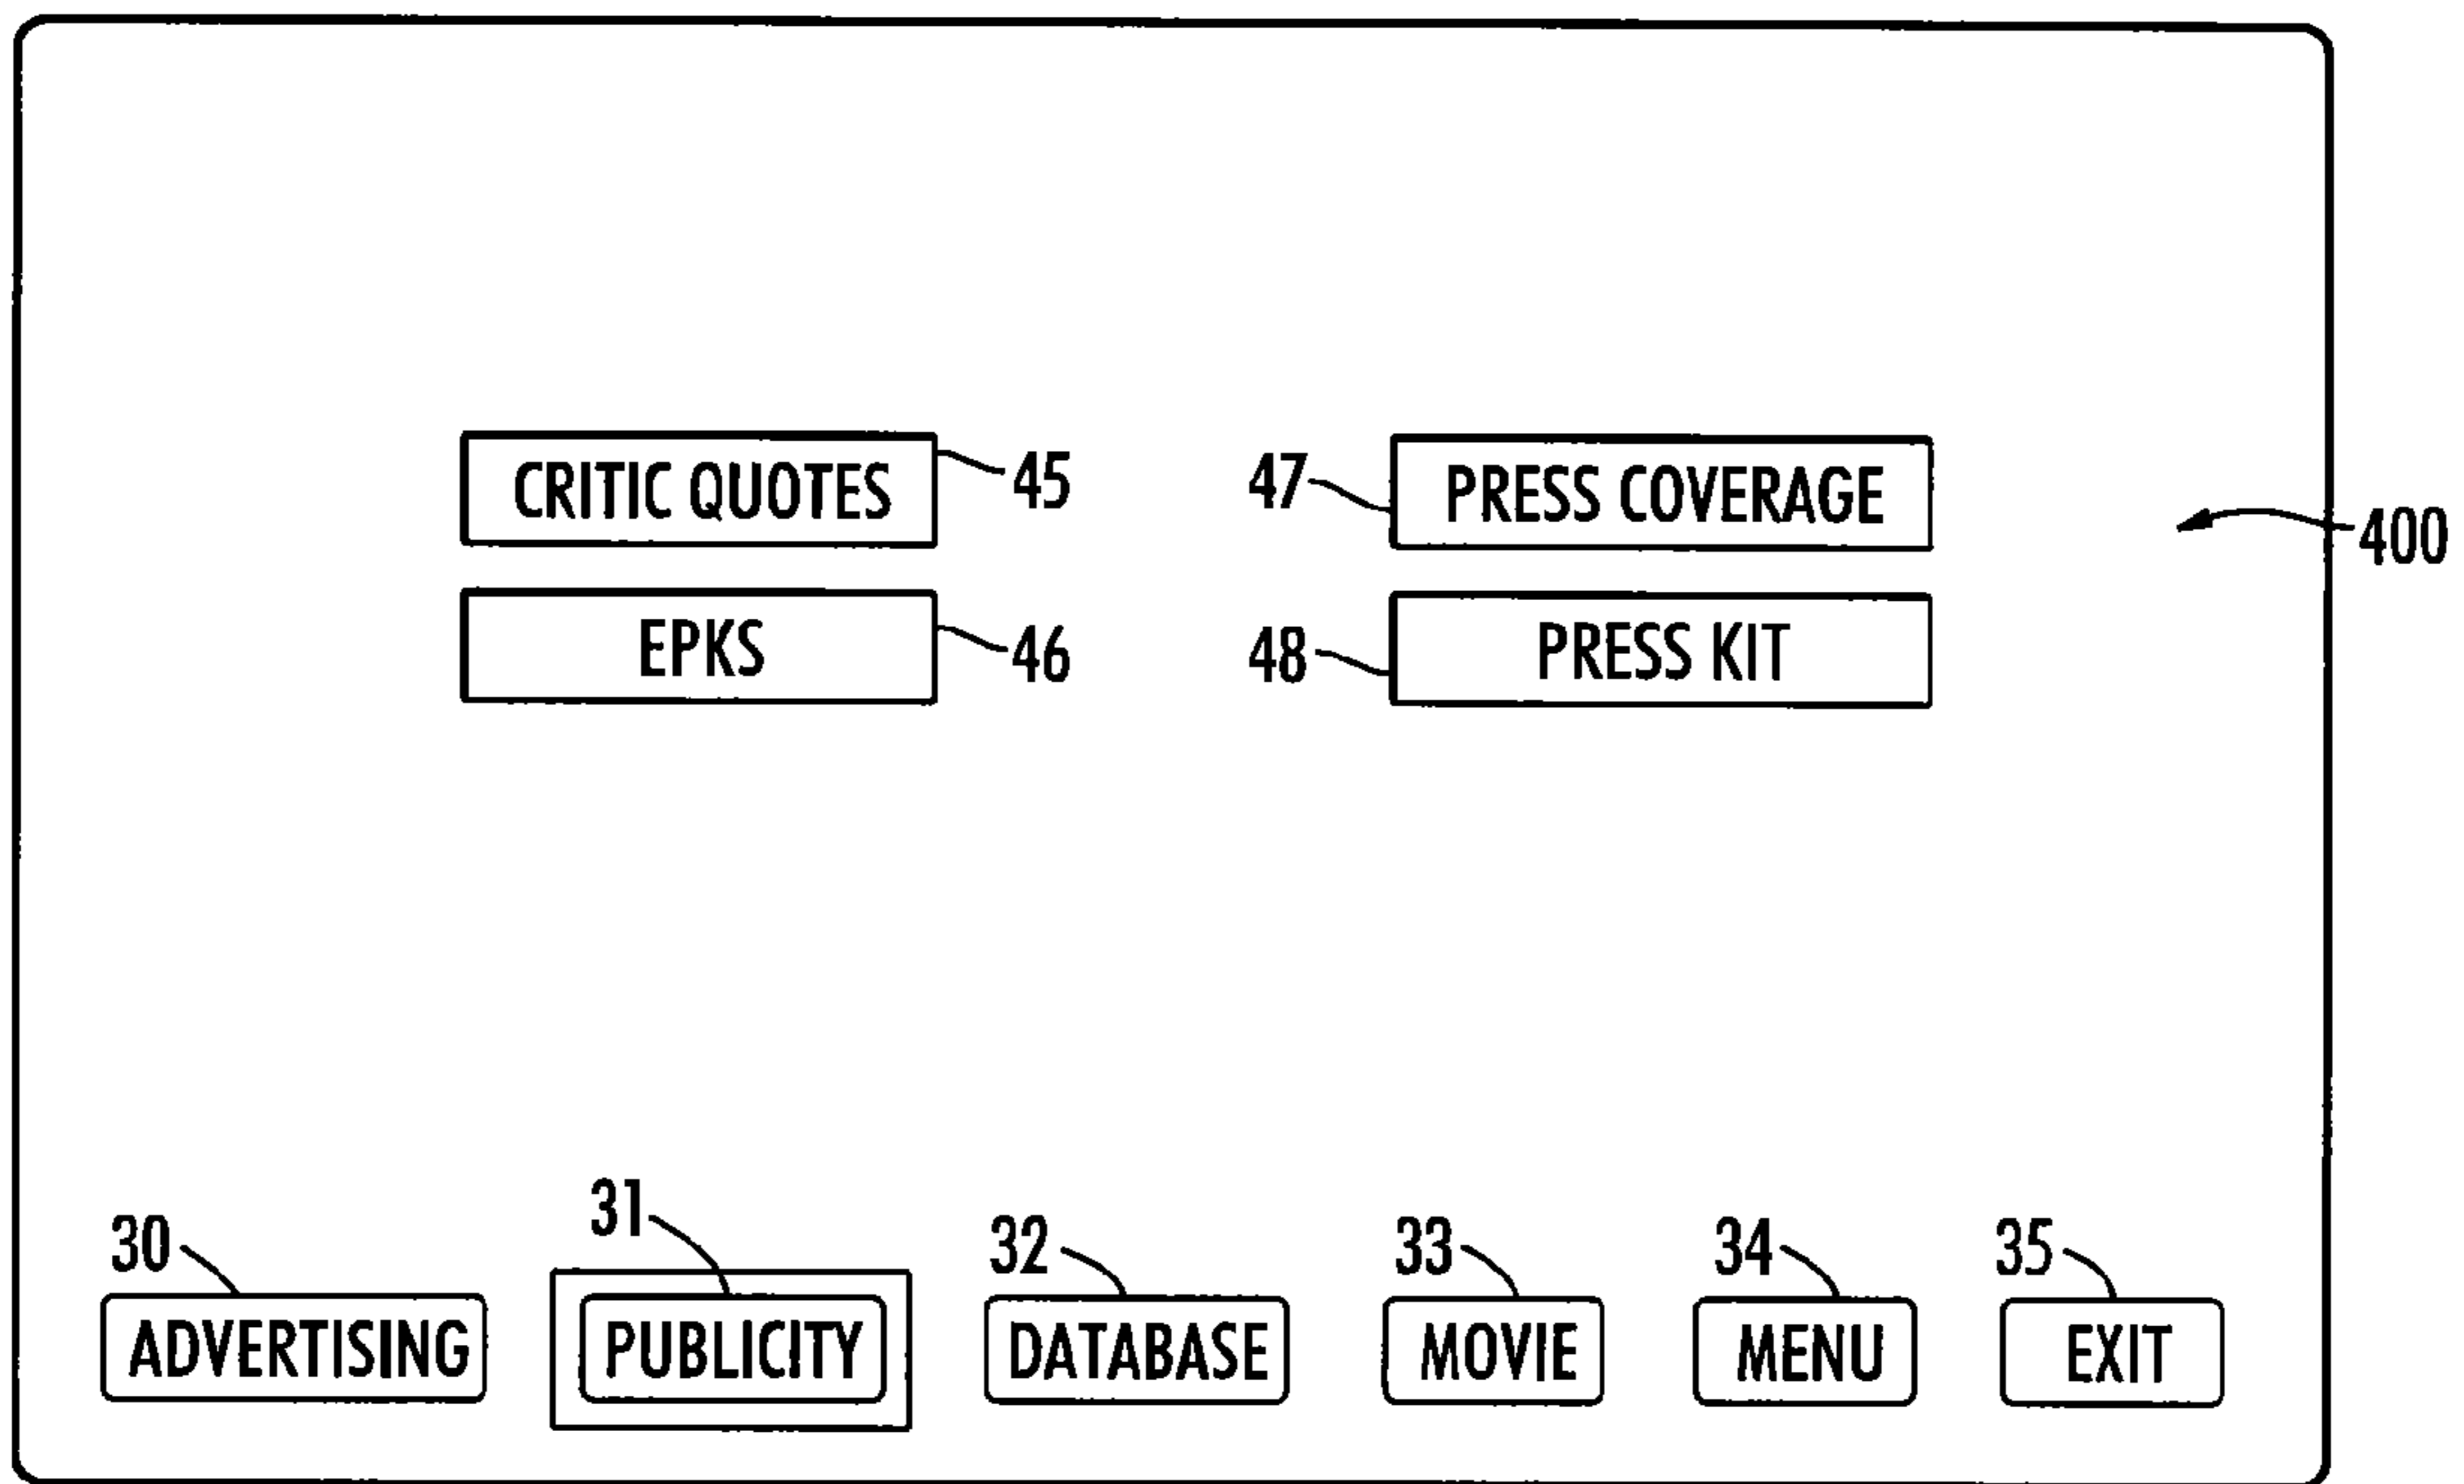 CRITIC QUOTES 45
47 PRESS COVERAGE
400
EPKS 46
48 PRESS KIT
30 31 32 33 34 35
ADVERTISING PUBLICITY DATABASE MOVIE MENU EXIT